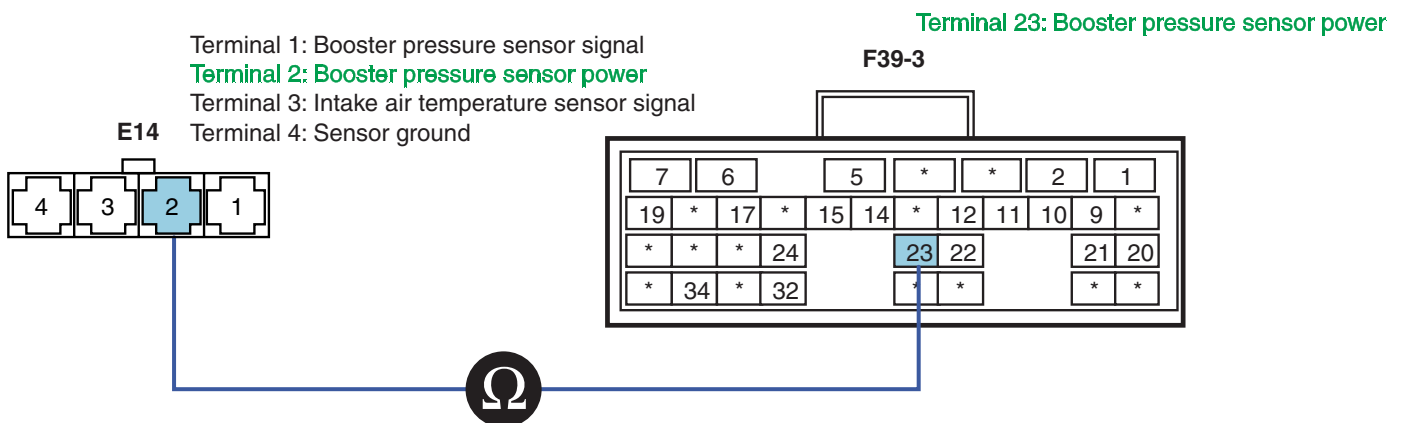 Terminal 23: Booster pressure sensor power
Terminal 1: Booster pressure sensor signal
Terminal 2: Booster pressure sensor power
Terminal 3: Intake air temperature sensor signal
Terminal 4: Sensor ground
E14
F39-3
4 3 2 1
7 6 5 * * 2 1
19 * 17 * 15 14 * 12 11 10 9 *
* * * 24 23 22 21 20
* 34 * 32 * * * *
Ω